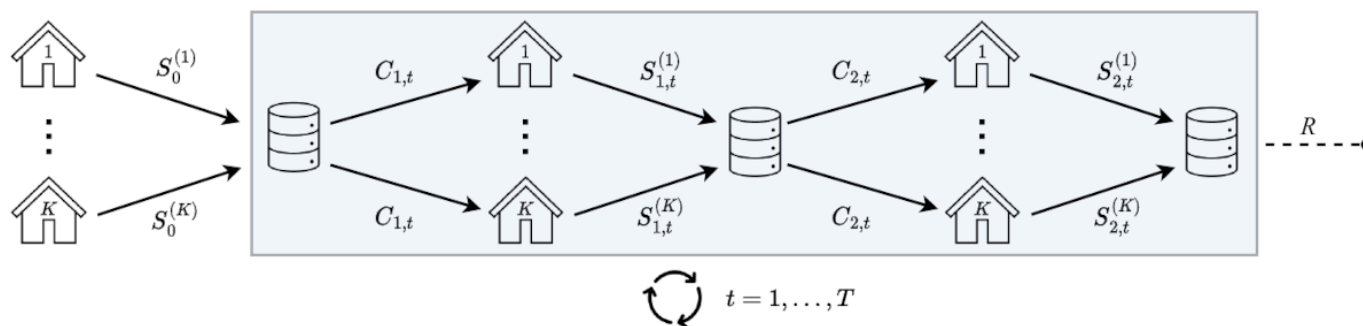 1 1 1
S_0^{(1)} C_{1,t} S_{1,t}^{(1)} C_{2,t} S_{2,t}^{(1)}
R
K K K
S_0^{(K)} C_{1,t} S_{1,t}^{(K)} C_{2,t} S_{2,t}^{(K)}
t = 1, . . . , T